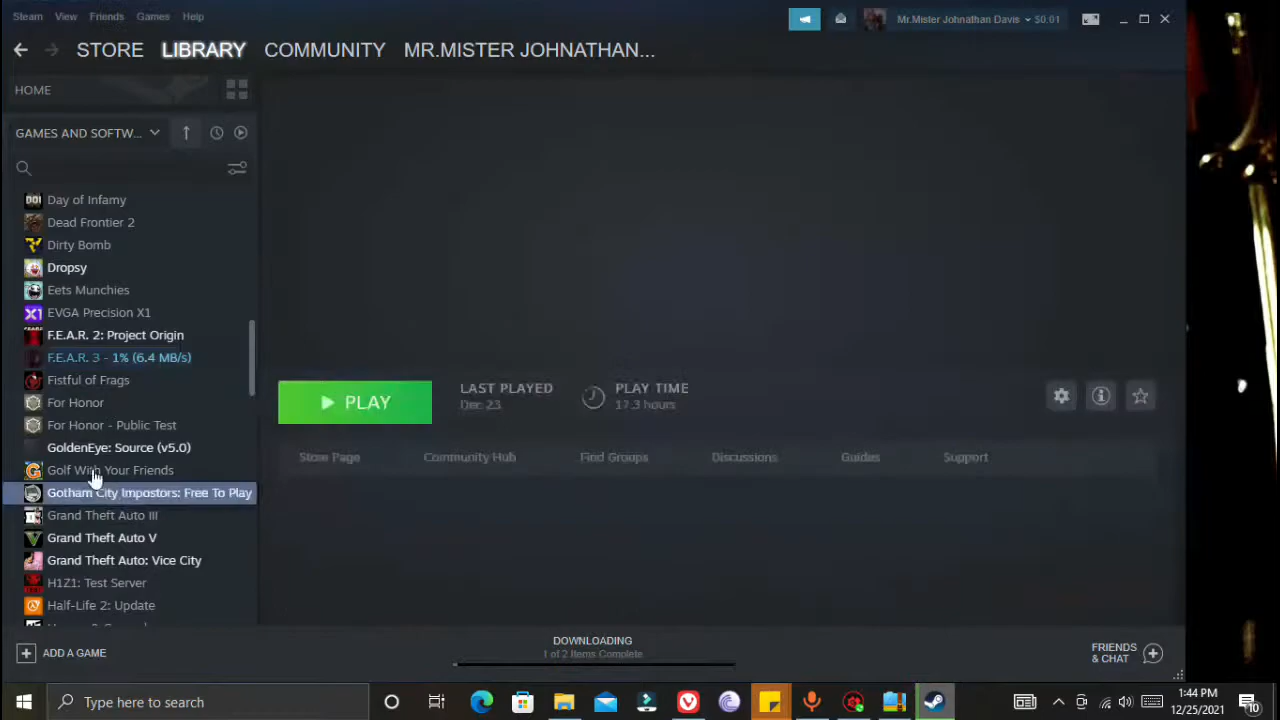 Steam View Friends Games Help
Mr.Mister Johnathan Davis $0.01
STORE LIBRARY COMMUNITY MR.MISTER JOHNATHAN...
HOME
GAMES AND SOFTW...
Day of Infamy
Dead Frontier 2
Dirty Bomb
Dropsy
Eets Munchies
EVGA Precision X1
F.E.A.R. 2: Project Origin
F.E.A.R. 3 - 1% (6.4 MB/s)
Fistful of Frags
For Honor
For Honor - Public Test
GoldenEye: Source (v5.0)
Golf With Your Friends
Gotham City Impostors: Free To Play
Grand Theft Auto III
Grand Theft Auto V
Grand Theft Auto: Vice City
H1Z1: Test Server
Half-Life 2: Update
PLAY
LAST PLAYED
Dec 23
PLAY TIME
17.3 hours
Store Page Community Hub Find Groups Discussions Guides Support
ADD A GAME
DOWNLOADING
1 of 2 Items Complete
FRIENDS
& CHAT
Type here to search
1:44 PM
12/25/2021
10